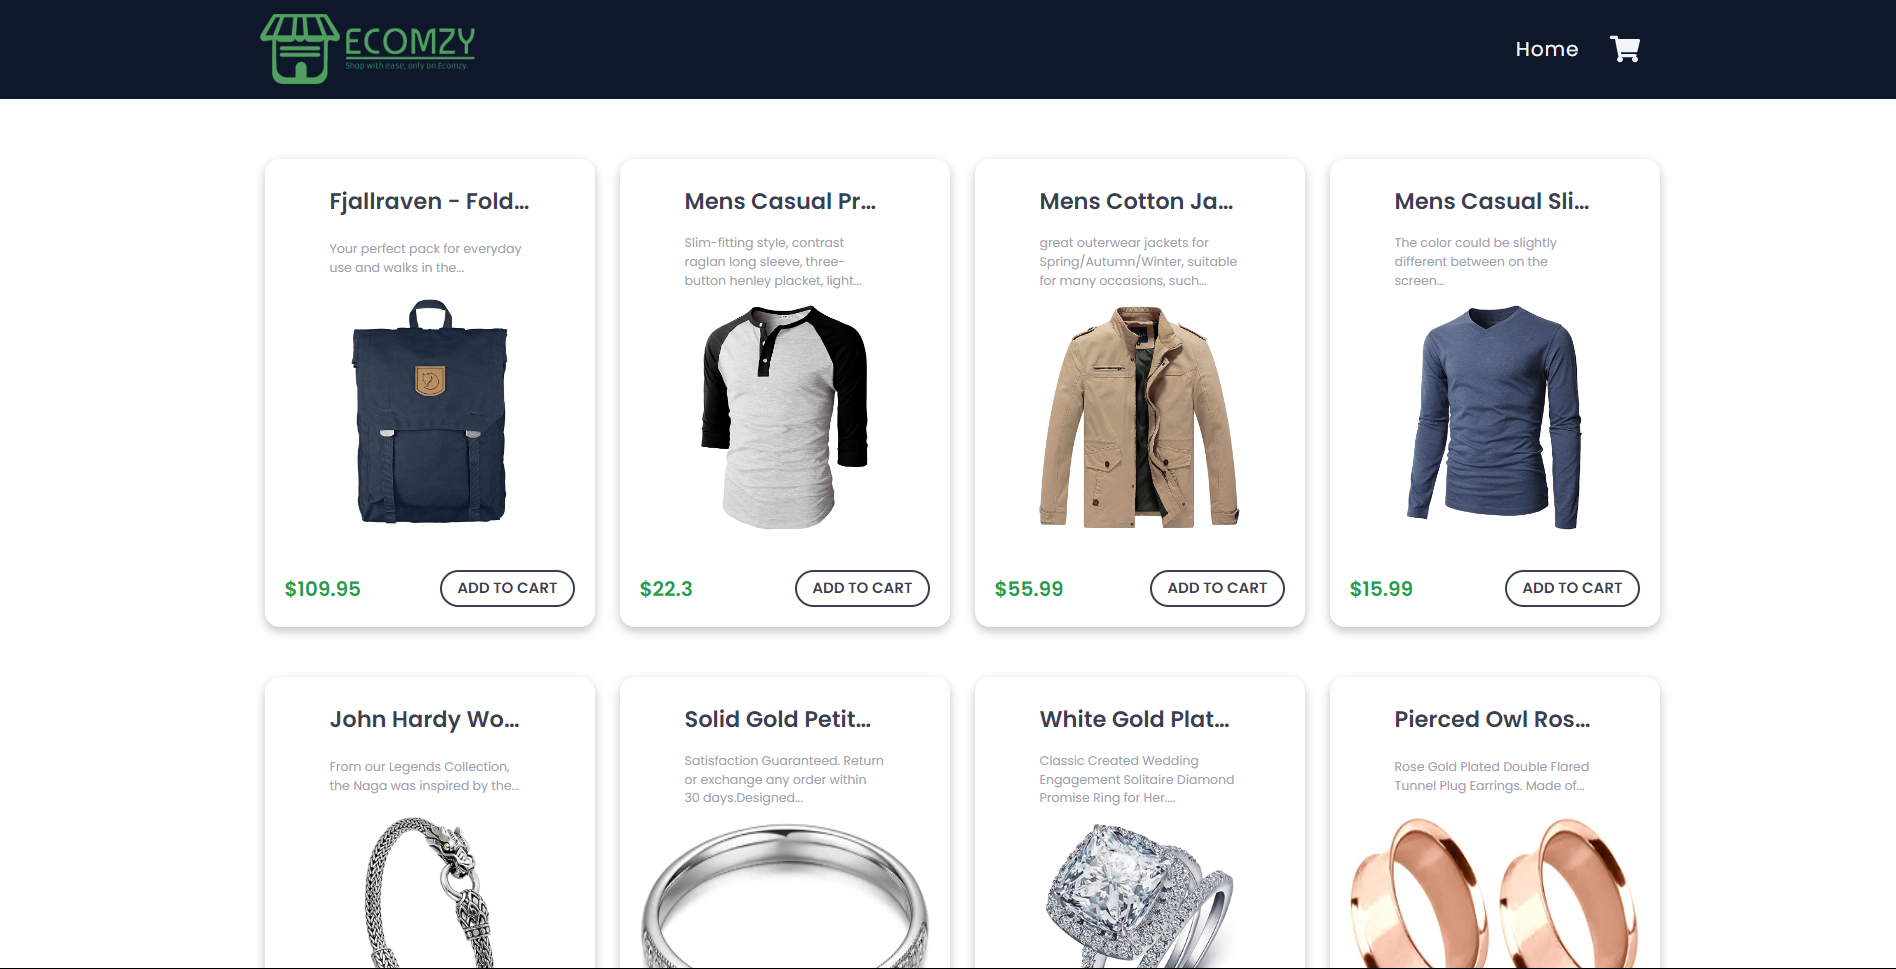 ECOMZY
Shop with ease, only on Ecomzy.
Home
Fjallraven - Fold...
Your perfect pack for everyday
use and walks in the...
$109.95
ADD TO CART
Mens Casual Pr...
Slim-fitting style, contrast
raglan long sleeve, three-
button henley placket, light...
$22.3
ADD TO CART
Mens Cotton Ja...
great outerwear jackets for
Spring/Autumn/Winter, suitable
for many occasions, such...
$55.99
ADD TO CART
Mens Casual Sli...
The color could be slightly
different between on the
screen...
$15.99
ADD TO CART
John Hardy Wo...
From our Legends Collection,
the Naga was inspired by the...
Solid Gold Petit...
Satisfaction Guaranteed. Return
or exchange any order within
30 days.Designed...
White Gold Plat...
Classic Created Wedding
Engagement Solitaire Diamond
Promise Ring for Her....
Pierced Owl Ros...
Rose Gold Plated Double Flared
Tunnel Plug Earrings. Made of...